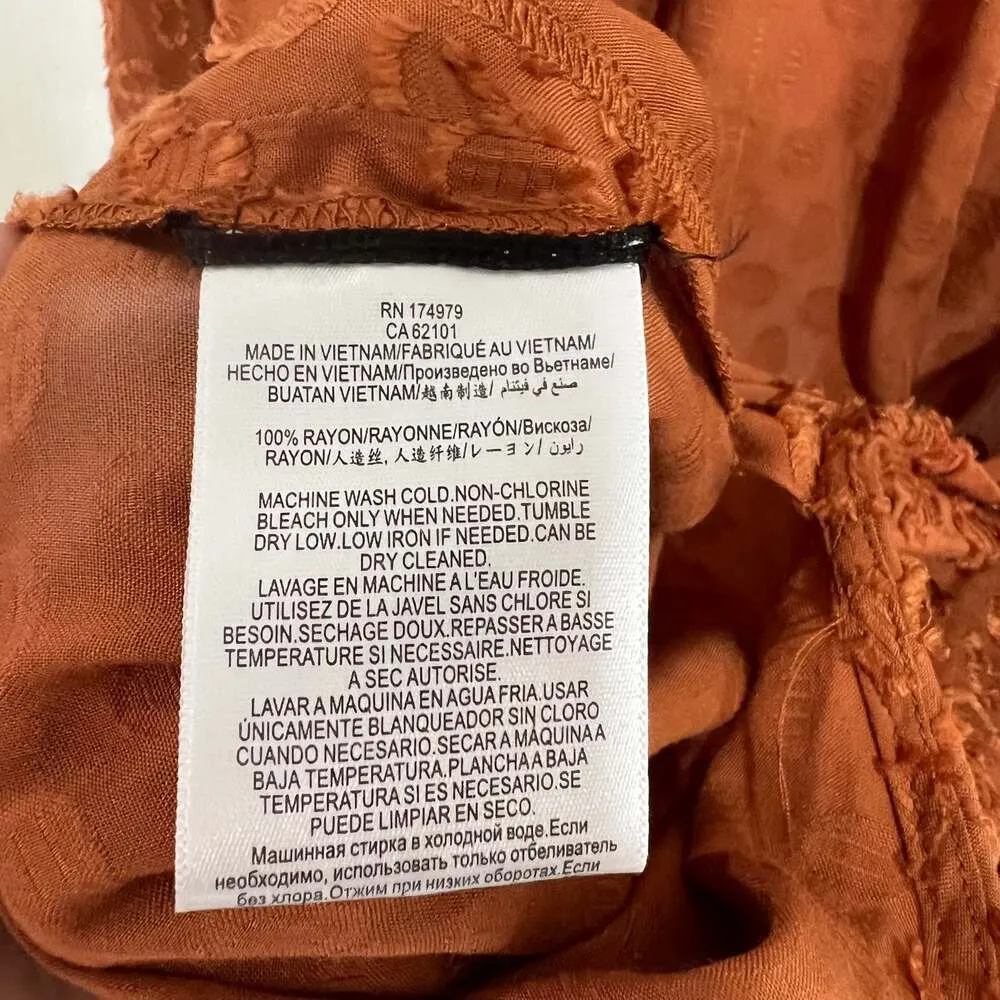 RN 174979
CA 62101
MADE IN VIETNAM/FABRIQUÉ AU VIETNAM/
HECHO EN VIETNAM/Произведено во Вьетнаме/
BUATAN VIETNAM/越南制造/ صنع في فيتنام
100% RAYON/RAYONNE/RAYÓN/Вискоза/
RAYON/人造丝, 人造纤维/レーヨン/ رايون
MACHINE WASH COLD.NON-CHLORINE
BLEACH ONLY WHEN NEEDED.TUMBLE
DRY LOW.LOW IRON IF NEEDED.CAN BE
DRY CLEANED.
LAVAGE EN MACHINE A L'EAU FROIDE.
UTILISEZ DE LA JAVEL SANS CHLORE SI
BESOIN.SECHAGE DOUX.REPASSER A BASSE
TEMPERATURE SI NECESSAIRE.NETTOYAGE
A SEC AUTORISE.
LAVAR A MAQUINA EN AGUA FRIA.USAR
ÚNICAMENTE BLANQUEADOR SIN CLORO
CUANDO NECESARIO.SECAR A MÁQUINA A
BAJA TEMPERATURA.PLANCHA A BAJA
TEMPERATURA SI ES NECESARIO.SE
PUEDE LIMPIAR EN SECO.
Машинная стирка в холодной воде.Если
необходимо, использовать только отбеливатель
без хлора.Отжим при низких оборотах.Если